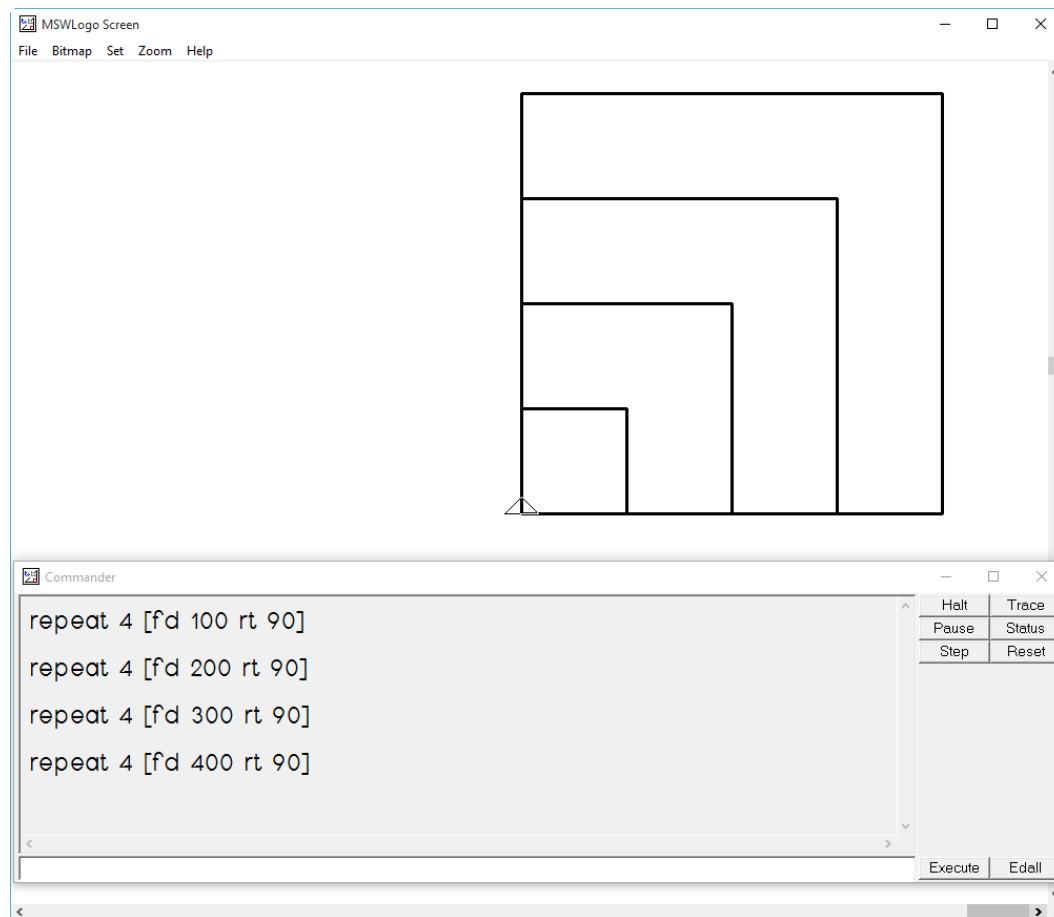 MSWLogo Screen
File Bitmap Set Zoom Help
Commander
repeat 4 [fd 100 rt 90]
repeat 4 [fd 200 rt 90]
repeat 4 [fd 300 rt 90]
repeat 4 [fd 400 rt 90]
Halt Trace
Pause Status
Step Reset
Execute Edall